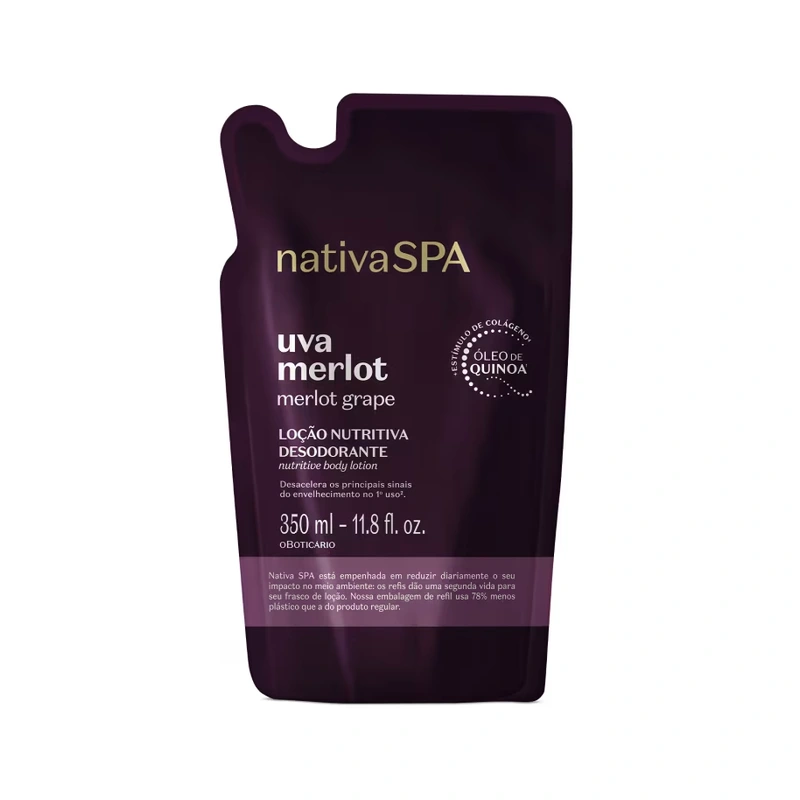 nativaSPA
uva
merlot
merlot grape
•ESTÍMULO DE COLÁGENO•
ÓLEO DE
QUINOA
LOÇÃO NUTRITIVA
DESODORANTE
nutritive body lotion
Desacelera os principais sinais
do envelhecimento no 1º uso².
350 ml - 11.8 fl. oz.
oBOTICÁRIO
Nativa SPA está empenhada em reduzir diariamente o seu
impacto no meio ambiente: os refis dão uma segunda vida para
seu frasco de loção. Nossa embalagem de refil usa 78% menos
plástico que a do produto regular.